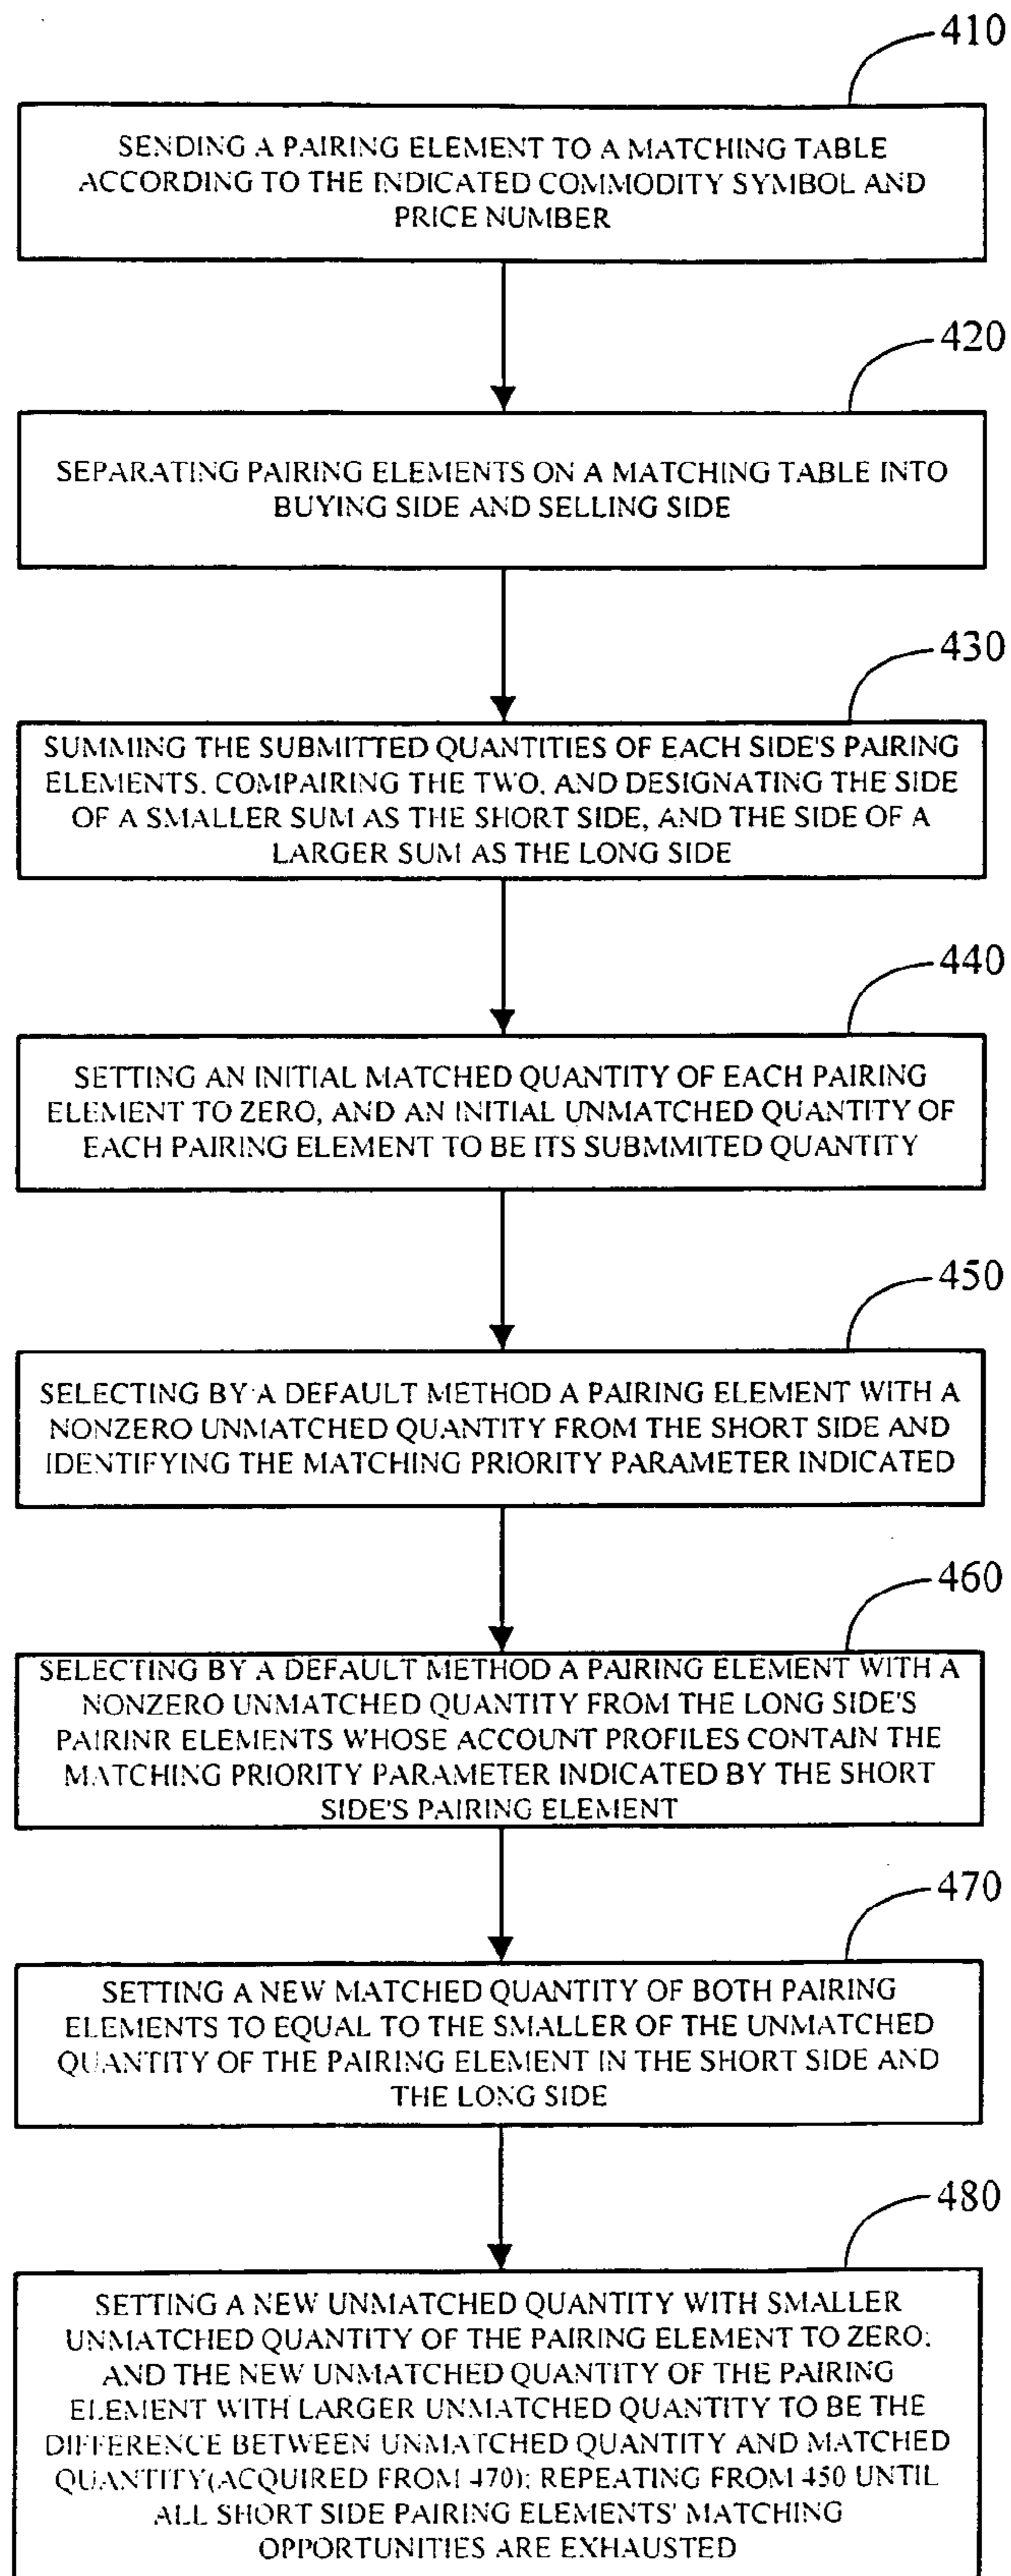 410
SENDING A PAIRING ELEMENT TO A MATCHING TABLE
ACCORDING TO THE INDICATED COMMODITY SYMBOL AND
PRICE NUMBER
420
SEPARATING PAIRING ELEMENTS ON A MATCHING TABLE INTO
BUYING SIDE AND SELLING SIDE
430
SUMMING THE SUBMITTED QUANTITIES OF EACH SIDE'S PAIRING
ELEMENTS, COMPAIRING THE TWO, AND DESIGNATING THE SIDE
OF A SMALLER SUM AS THE SHORT SIDE, AND THE SIDE OF A
LARGER SUM AS THE LONG SIDE
440
SETTING AN INITIAL MATCHED QUANTITY OF EACH PAIRING
ELEMENT TO ZERO, AND AN INITIAL UNMATCHED QUANTITY OF
EACH PAIRING ELEMENT TO BE ITS SUBMMITED QUANTITY
450
SELECTING BY A DEFAULT METHOD A PAIRING ELEMENT WITH A
NONZERO UNMATCHED QUANTITY FROM THE SHORT SIDE AND
IDENTIFYING THE MATCHING PRIORITY PARAMETER INDICATED
460
SELECTING BY A DEFAULT METHOD A PAIRING ELEMENT WITH A
NONZERO UNMATCHED QUANTITY FROM THE LONG SIDE'S
PAIRINR ELEMENTS WHOSE ACCOUNT PROFILES CONTAIN THE
MATCHING PRIORITY PARAMETER INDICATED BY THE SHORT
SIDE'S PAIRING ELEMENT
470
SETTING A NEW MATCHED QUANTITY OF BOTH PAIRING
ELEMENTS TO EQUAL TO THE SMALLER OF THE UNMATCHED
QUANTITY OF THE PAIRING ELEMENT IN THE SHORT SIDE AND
THE LONG SIDE
480
SETTING A NEW UNMATCHED QUANTITY WITH SMALLER
UNMATCHED QUANTITY OF THE PAIRING ELEMENT TO ZERO;
AND THE NEW UNMATCHED QUANTITY OF THE PAIRING
ELEMENT WITH LARGER UNMATCHED QUANTITY TO BE THE
DIFFERENCE BETWEEN UNMATCHED QUANTITY AND MATCHED
QUANTITY(ACQUIRED FROM 470); REPEATING FROM 450 UNTIL
ALL SHORT SIDE PAIRING ELEMENTS' MATCHING
OPPORTUNITIES ARE EXHAUSTED